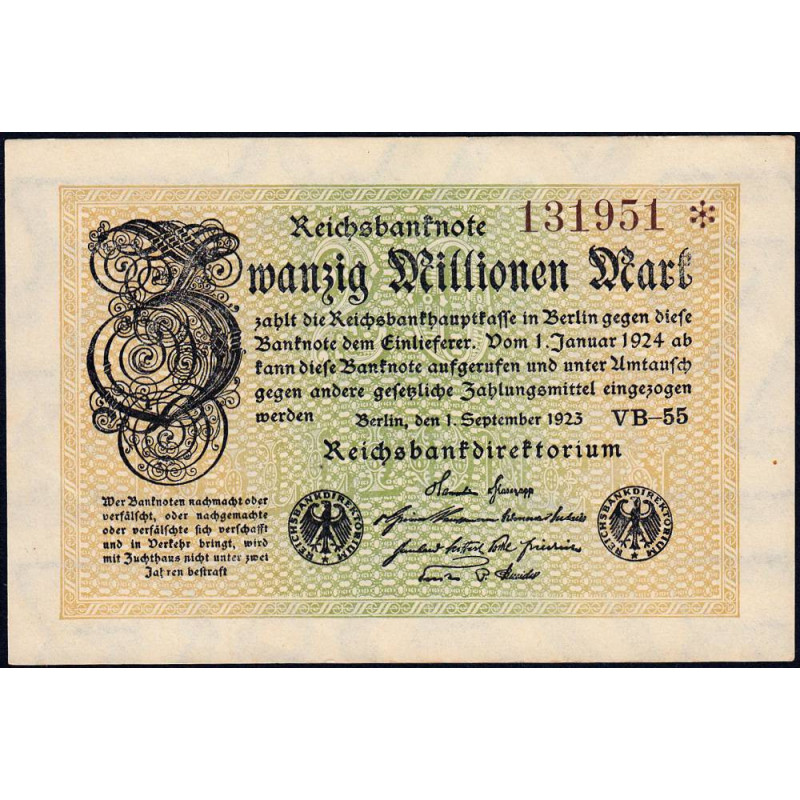 Reichsbanknote 131951 *
Zwanzig Millionen Mark
zahlt die Reichsbankhauptkasse in Berlin gegen diese
Banknote dem Einlieferer. Vom 1. Januar 1924 ab
kann diese Banknote aufgerufen und unter Umtausch
gegen andere gesetzliche Zahlungsmittel eingezogen
werden Berlin, den 1. September 1923 VB-55
Reichsbankdirektorium
Wer Banknoten nachmacht oder
verfälscht, oder nachgemachte
oder verfälschte sich verschafft
und in Verkehr bringt, wird
mit Zuchthaus nicht unter zwei
Jahren bestraft
REICHSBANKDIREKTORIUM
REICHSBANKDIREKTORIUM